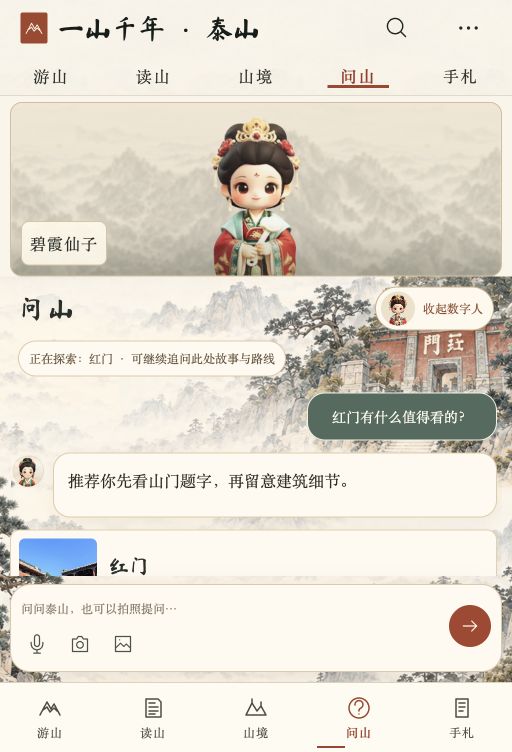 一山千年 · 泰山
游山 读山 山境 问山 手札
碧霞仙子
问山
收起数字人
正在探索：红门 · 可继续追问此处故事与路线
門玨
红门有什么值得看的?
推荐你先看山门题字，再留意建筑细节。
红门
问问泰山，也可以拍照提问…
游山 读山 山境 问山 手札